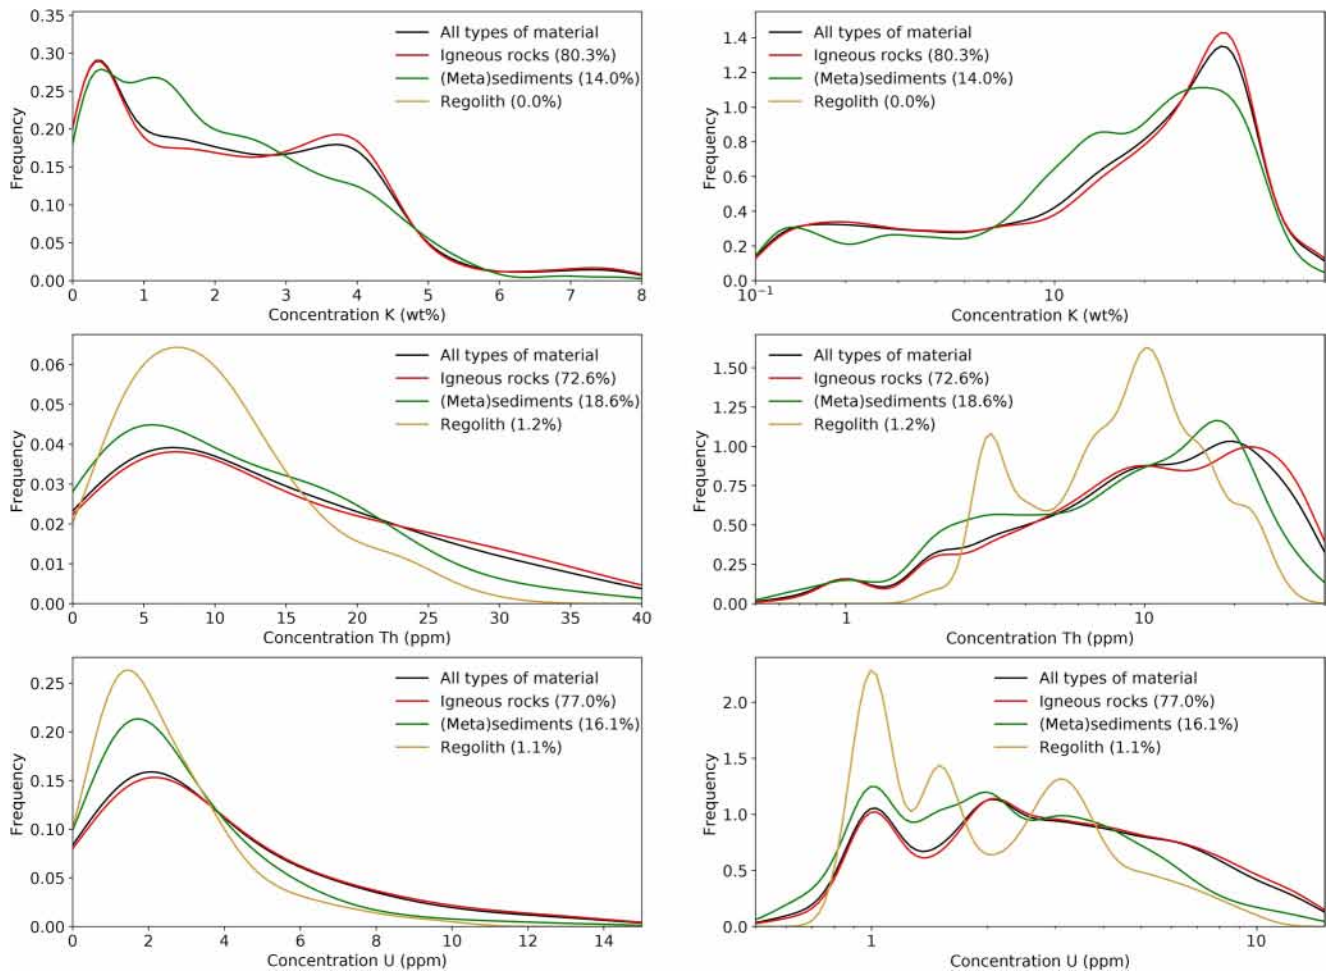 0.35
0.30
0.25
0.20
0.15
0.10
0.05
0.00
Frequency
All types of material
Igneous rocks (80.3%)
(Meta)sediments (14.0%)
Regolith (0.0%)
0 1 2 3 4 5 6 7 8
Concentration K (wt%)
1.4
1.2
1.0
0.8
0.6
0.4
0.2
0.0
Frequency
All types of material
Igneous rocks (80.3%)
(Meta)sediments (14.0%)
Regolith (0.0%)
10⁻¹ 10
Concentration K (wt%)
0.06
0.05
0.04
0.03
0.02
0.01
0.00
Frequency
All types of material
Igneous rocks (72.6%)
(Meta)sediments (18.6%)
Regolith (1.2%)
0 5 10 15 20 25 30 35 40
Concentration Th (ppm)
1.50
1.25
1.00
0.75
0.50
0.25
0.00
Frequency
All types of material
Igneous rocks (72.6%)
(Meta)sediments (18.6%)
Regolith (1.2%)
1 10
Concentration Th (ppm)
0.25
0.20
0.15
0.10
0.05
0.00
Frequency
All types of material
Igneous rocks (77.0%)
(Meta)sediments (16.1%)
Regolith (1.1%)
0 2 4 6 8 10 12 14
Concentration U (ppm)
2.0
1.5
1.0
0.5
0.0
Frequency
All types of material
Igneous rocks (77.0%)
(Meta)sediments (16.1%)
Regolith (1.1%)
1 10
Concentration U (ppm)